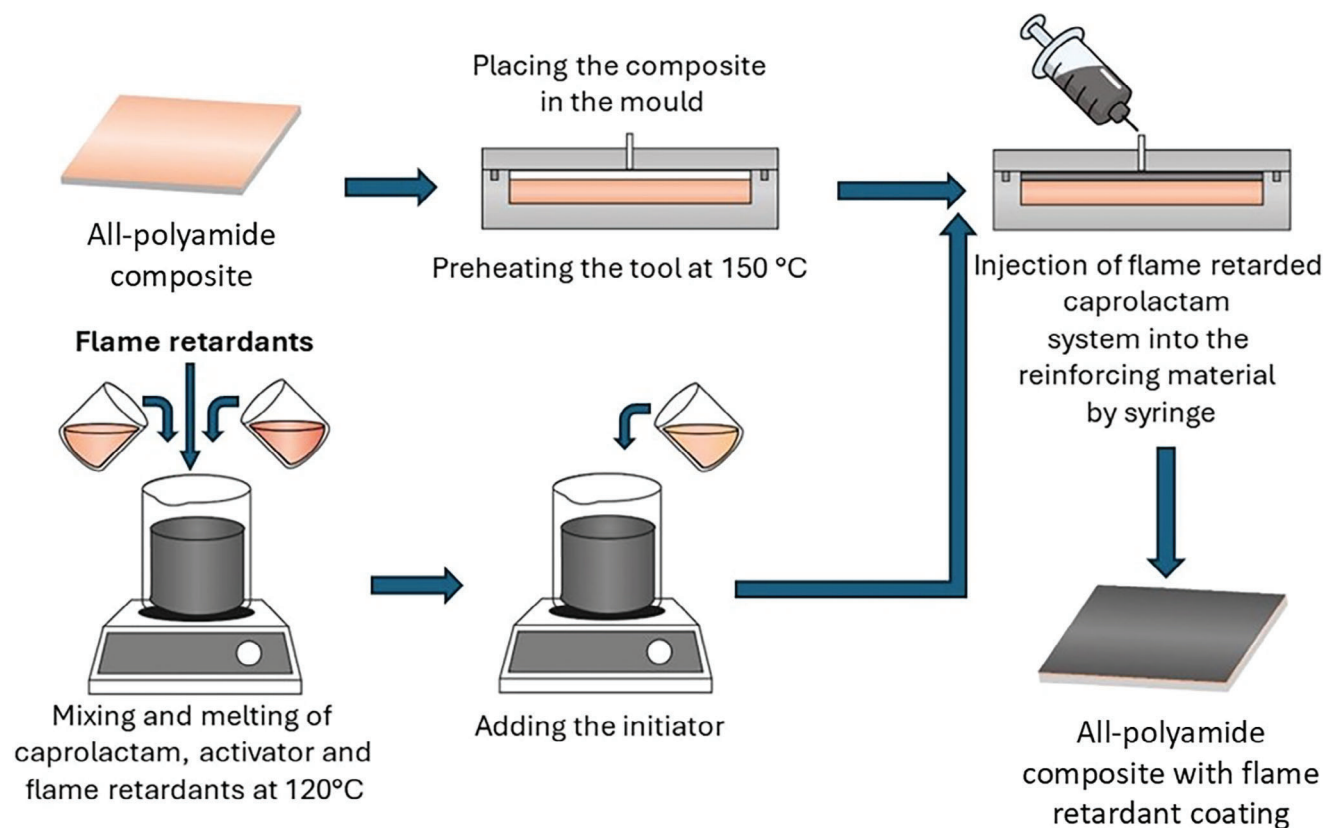 All-polyamide
composite
Placing the composite
in the mould
Preheating the tool at 150 °C
Injection of flame retarded
caprolactam
system into the
reinforcing material
by syringe
Flame retardants
Mixing and melting of
caprolactam, activator and
flame retardants at 120°C
Adding the initiator
All-polyamide
composite with flame
retardant coating